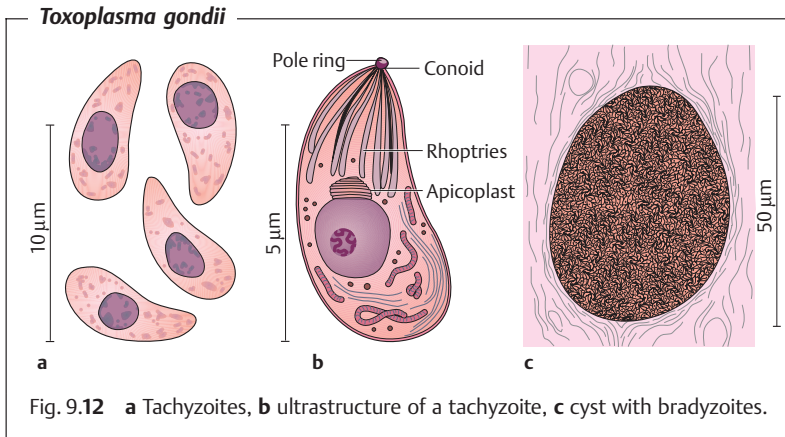 Toxoplasma gondii
Pole ring
Conoid
Rhoptries
Apicoplast
10 µm
5 µm
50 µm
a
b
c
Fig. 9.12 a Tachyzoites, b ultrastructure of a tachyzoite, c cyst with bradyzoites.